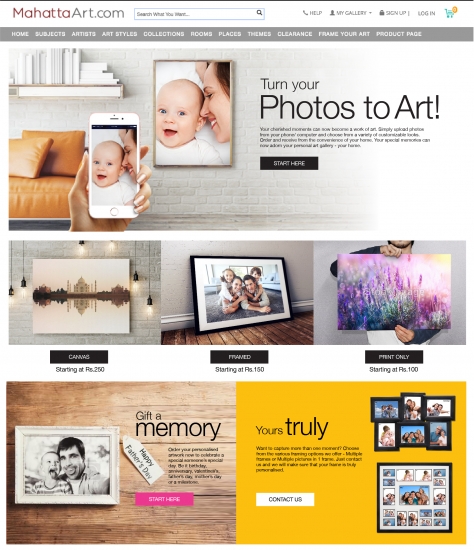 MahattaArt.com
Search What You Want...
HELP
MY GALLERY
SIGN UP |
LOG IN
0
HOME SUBJECTS ARTISTS ART STYLES COLLECTIONS ROOMS PLACES THEMES CLEARANCE FRAME YOUR ART PRODUCT PAGE
Turn your
Photos to Art!
Your cherished moments can now become a work of art. Simply upload photos
from your phone/ computer and choose from a variety of customisable looks.
Order and receive from the convenience of your home. Your special memories can
now adorn your personal art gallery - your home.
START HERE
CANVAS
Starting at Rs.250
FRAMED
Starting at Rs.150
PRINT ONLY
Starting at Rs.100
Gift a
memory
Order your personalised
artwork now to celebrate a
special someone's special
day. Be it birthday,
anniversary, valentine's,
father's day, mother's day
or a milestone.
START HERE
Happy
Father's Day
Yours truly
Want to capture more than one moment? Choose
from the various framing options we offer - Multiple
frames or Multiple pictures in 1 frame. Just contact
us and we will make sure that your frame is truly
personalised.
CONTACT US